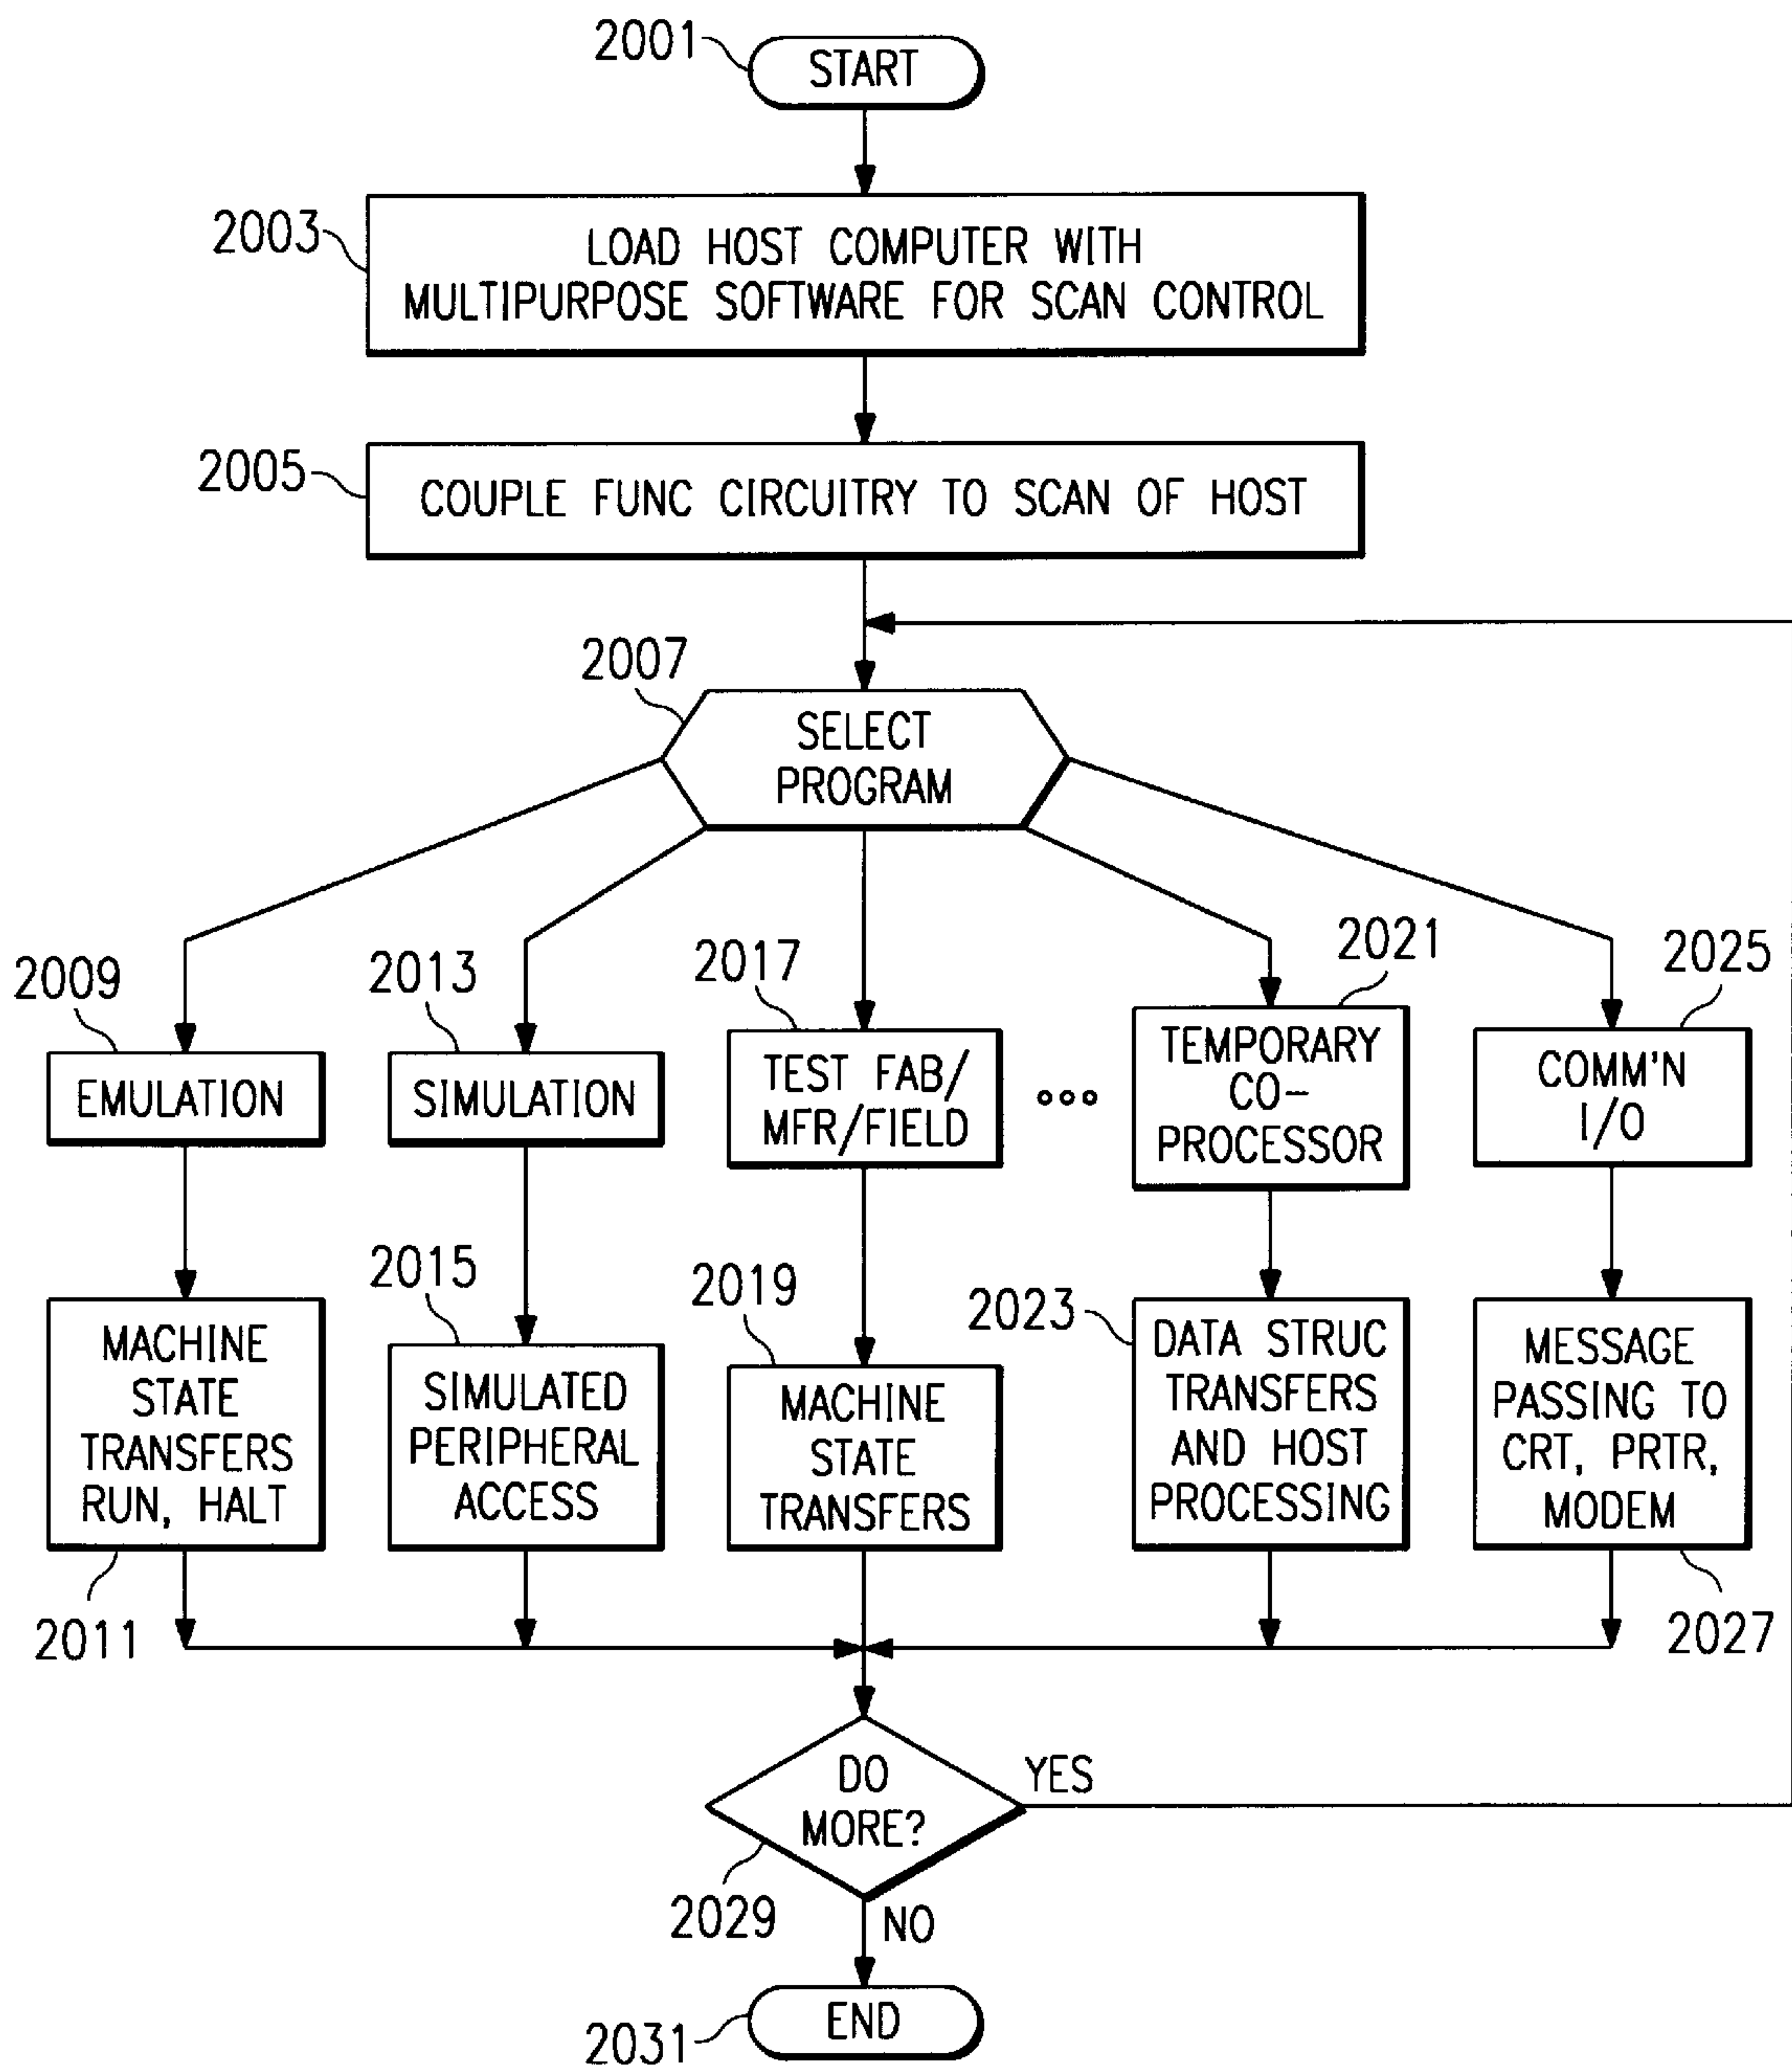 2001
START
2003
LOAD HOST COMPUTER WITH
MULTIPURPOSE SOFTWARE FOR SCAN CONTROL
2005
COUPLE FUNC CIRCUITRY TO SCAN OF HOST
2007
SELECT
PROGRAM
2009
EMULATION
2013
SIMULATION
2017
TEST FAB/
MFR/FIELD
2021
TEMPORARY
CO-
PROCESSOR
2025
COMM'N
I/O
MACHINE
STATE
TRANSFERS
RUN, HALT
2011
2015
SIMULATED
PERIPHERAL
ACCESS
2019
MACHINE
STATE
TRANSFERS
2023
DATA STRUC
TRANSFERS
AND HOST
PROCESSING
MESSAGE
PASSING TO
CRT, PRTR,
MODEM
2027
DO
MORE?
YES
2029
NO
END
2031